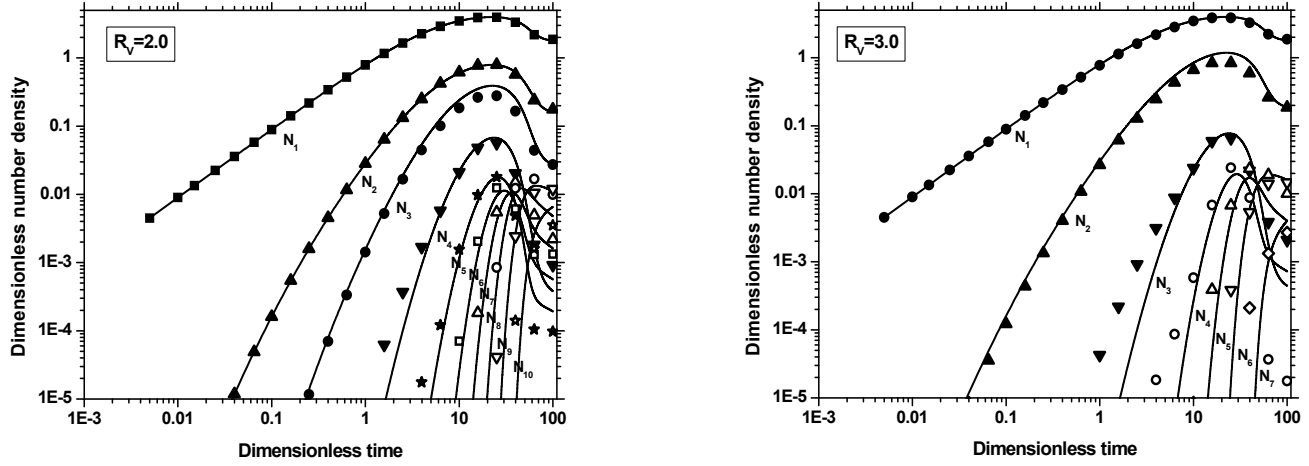 R_V=2.0
Dimensionless number density
1
0.1
0.01
1E-3
1E-4
1E-5
N_1
N_2
N_3
N_4
N_5
N_6
N_7
N_8
N_9
N_10
1E-3
0.01
0.1
1
10
100
Dimensionless time
R_V=3.0
Dimensionless number density
1
0.1
0.01
1E-3
1E-4
1E-5
N_1
N_2
N_3
N_4
N_5
N_6
N_7
1E-3
0.01
0.1
1
10
100
Dimensionless time